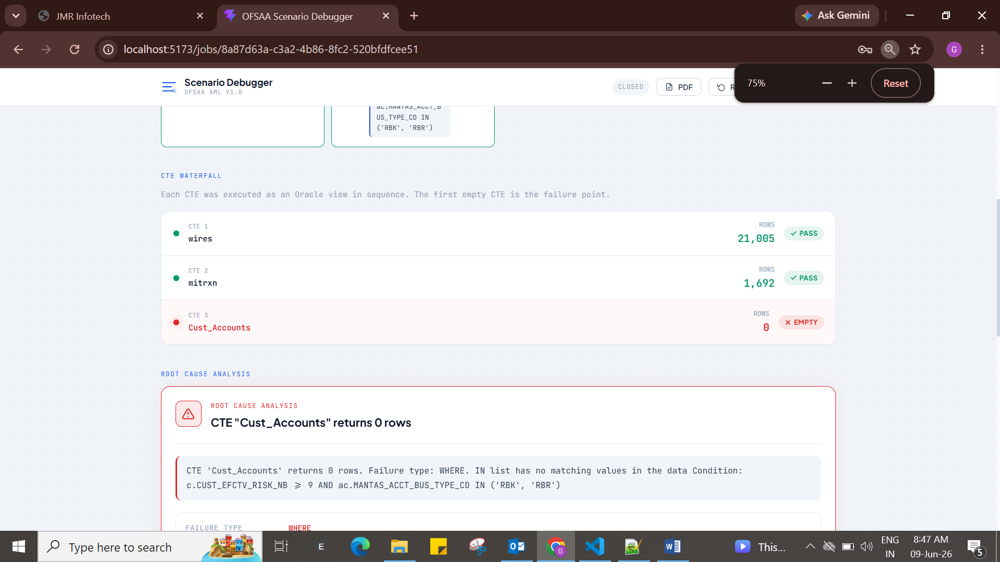 JMR Infotech
OFSAA Scenario Debugger
Ask Gemini
localhost:5173/jobs/8a87d63a-c3a2-4b86-8fc2-520bfdfcee51
G
Scenario Debugger
OFSAA AML V1.0
CLOSED
PDF
R
75%
Reset
ac.MANTAS_ACCT_B
US_TYPE_CD IN
('RBK', 'RBR')
CTE WATERFALL
Each CTE was executed as an Oracle view in sequence. The first empty CTE is the failure point.
CTE 1
wires
ROWS
21,005
PASS
CTE 2
mitrxn
ROWS
1,692
PASS
CTE 3
Cust_Accounts
ROWS
0
EMPTY
ROOT CAUSE ANALYSIS
ROOT CAUSE ANALYSIS
CTE "Cust_Accounts" returns 0 rows
CTE 'Cust_Accounts' returns 0 rows. Failure type: WHERE. IN list has no matching values in the data Condition:
c.CUST_EFCTV_RISK_NB ⩾ 9 AND ac.MANTAS_ACCT_BUS_TYPE_CD IN ('RBK', 'RBR')
FAILURE TYPE
WHERE
Type here to search
E
This...
ENG
IN
8:47 AM
09-Jun-26
5